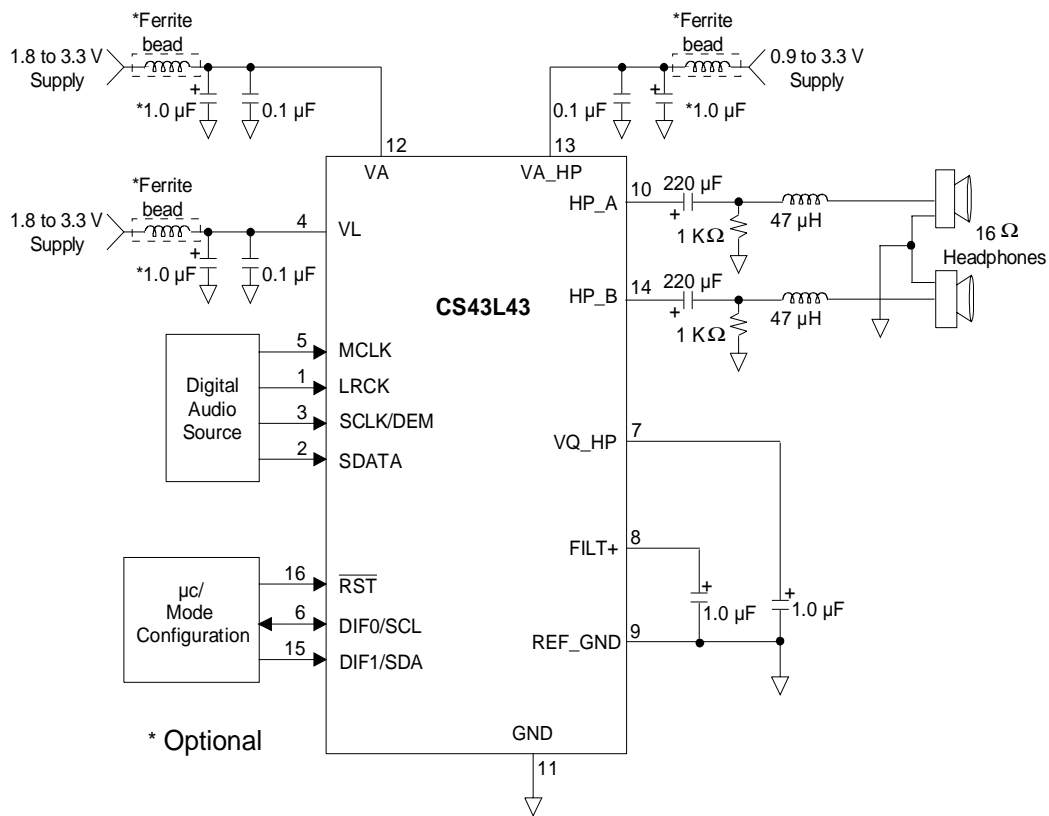 *Ferrite
bead
1.8 to 3.3 V
Supply
+
*1.0 µF
0.1 µF
12
VA
*Ferrite
bead
0.9 to 3.3 V
Supply
0.1 µF
+
*1.0 µF
13
VA_HP
*Ferrite
bead
1.8 to 3.3 V
Supply
+
*1.0 µF
0.1 µF
4
VL
CS43L43
HP_A
10
220 µF
+
1 KΩ
47 µH
16 Ω
Headphones
HP_B
14
220 µF
+
1 KΩ
47 µH
Digital
Audio
Source
5
MCLK
1
LRCK
3
SCLK/DEM
2
SDATA
VQ_HP
7
FILT+
8
+
1.0 µF
+
1.0 µF
REF_GND
9
µc/
Mode
Configuration
16
RST
6
DIF0/SCL
15
DIF1/SDA
* Optional
GND
11